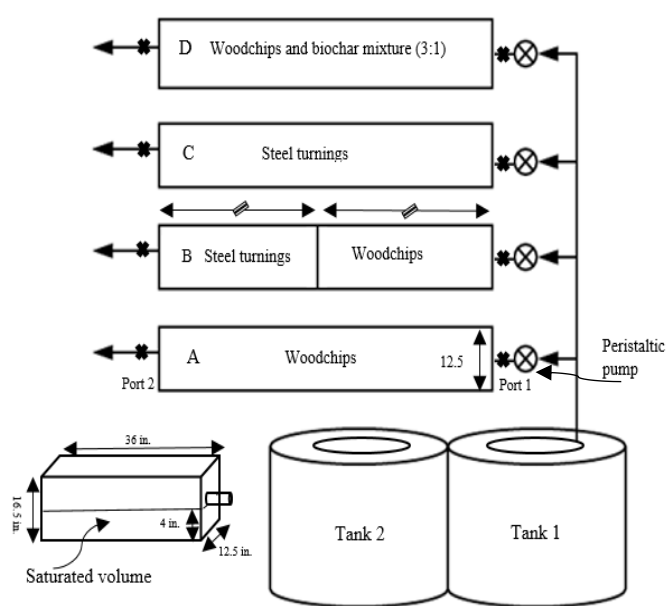 D Woodchips and biochar mixture (3:1)
C Steel turnings
B Steel turnings Woodchips
A Woodchips 12.5
Port 2 Port 1
Peristaltic
pump
36 in.
16.5 in.
4 in.
12.5 in.
Saturated volume
Tank 2 Tank 1